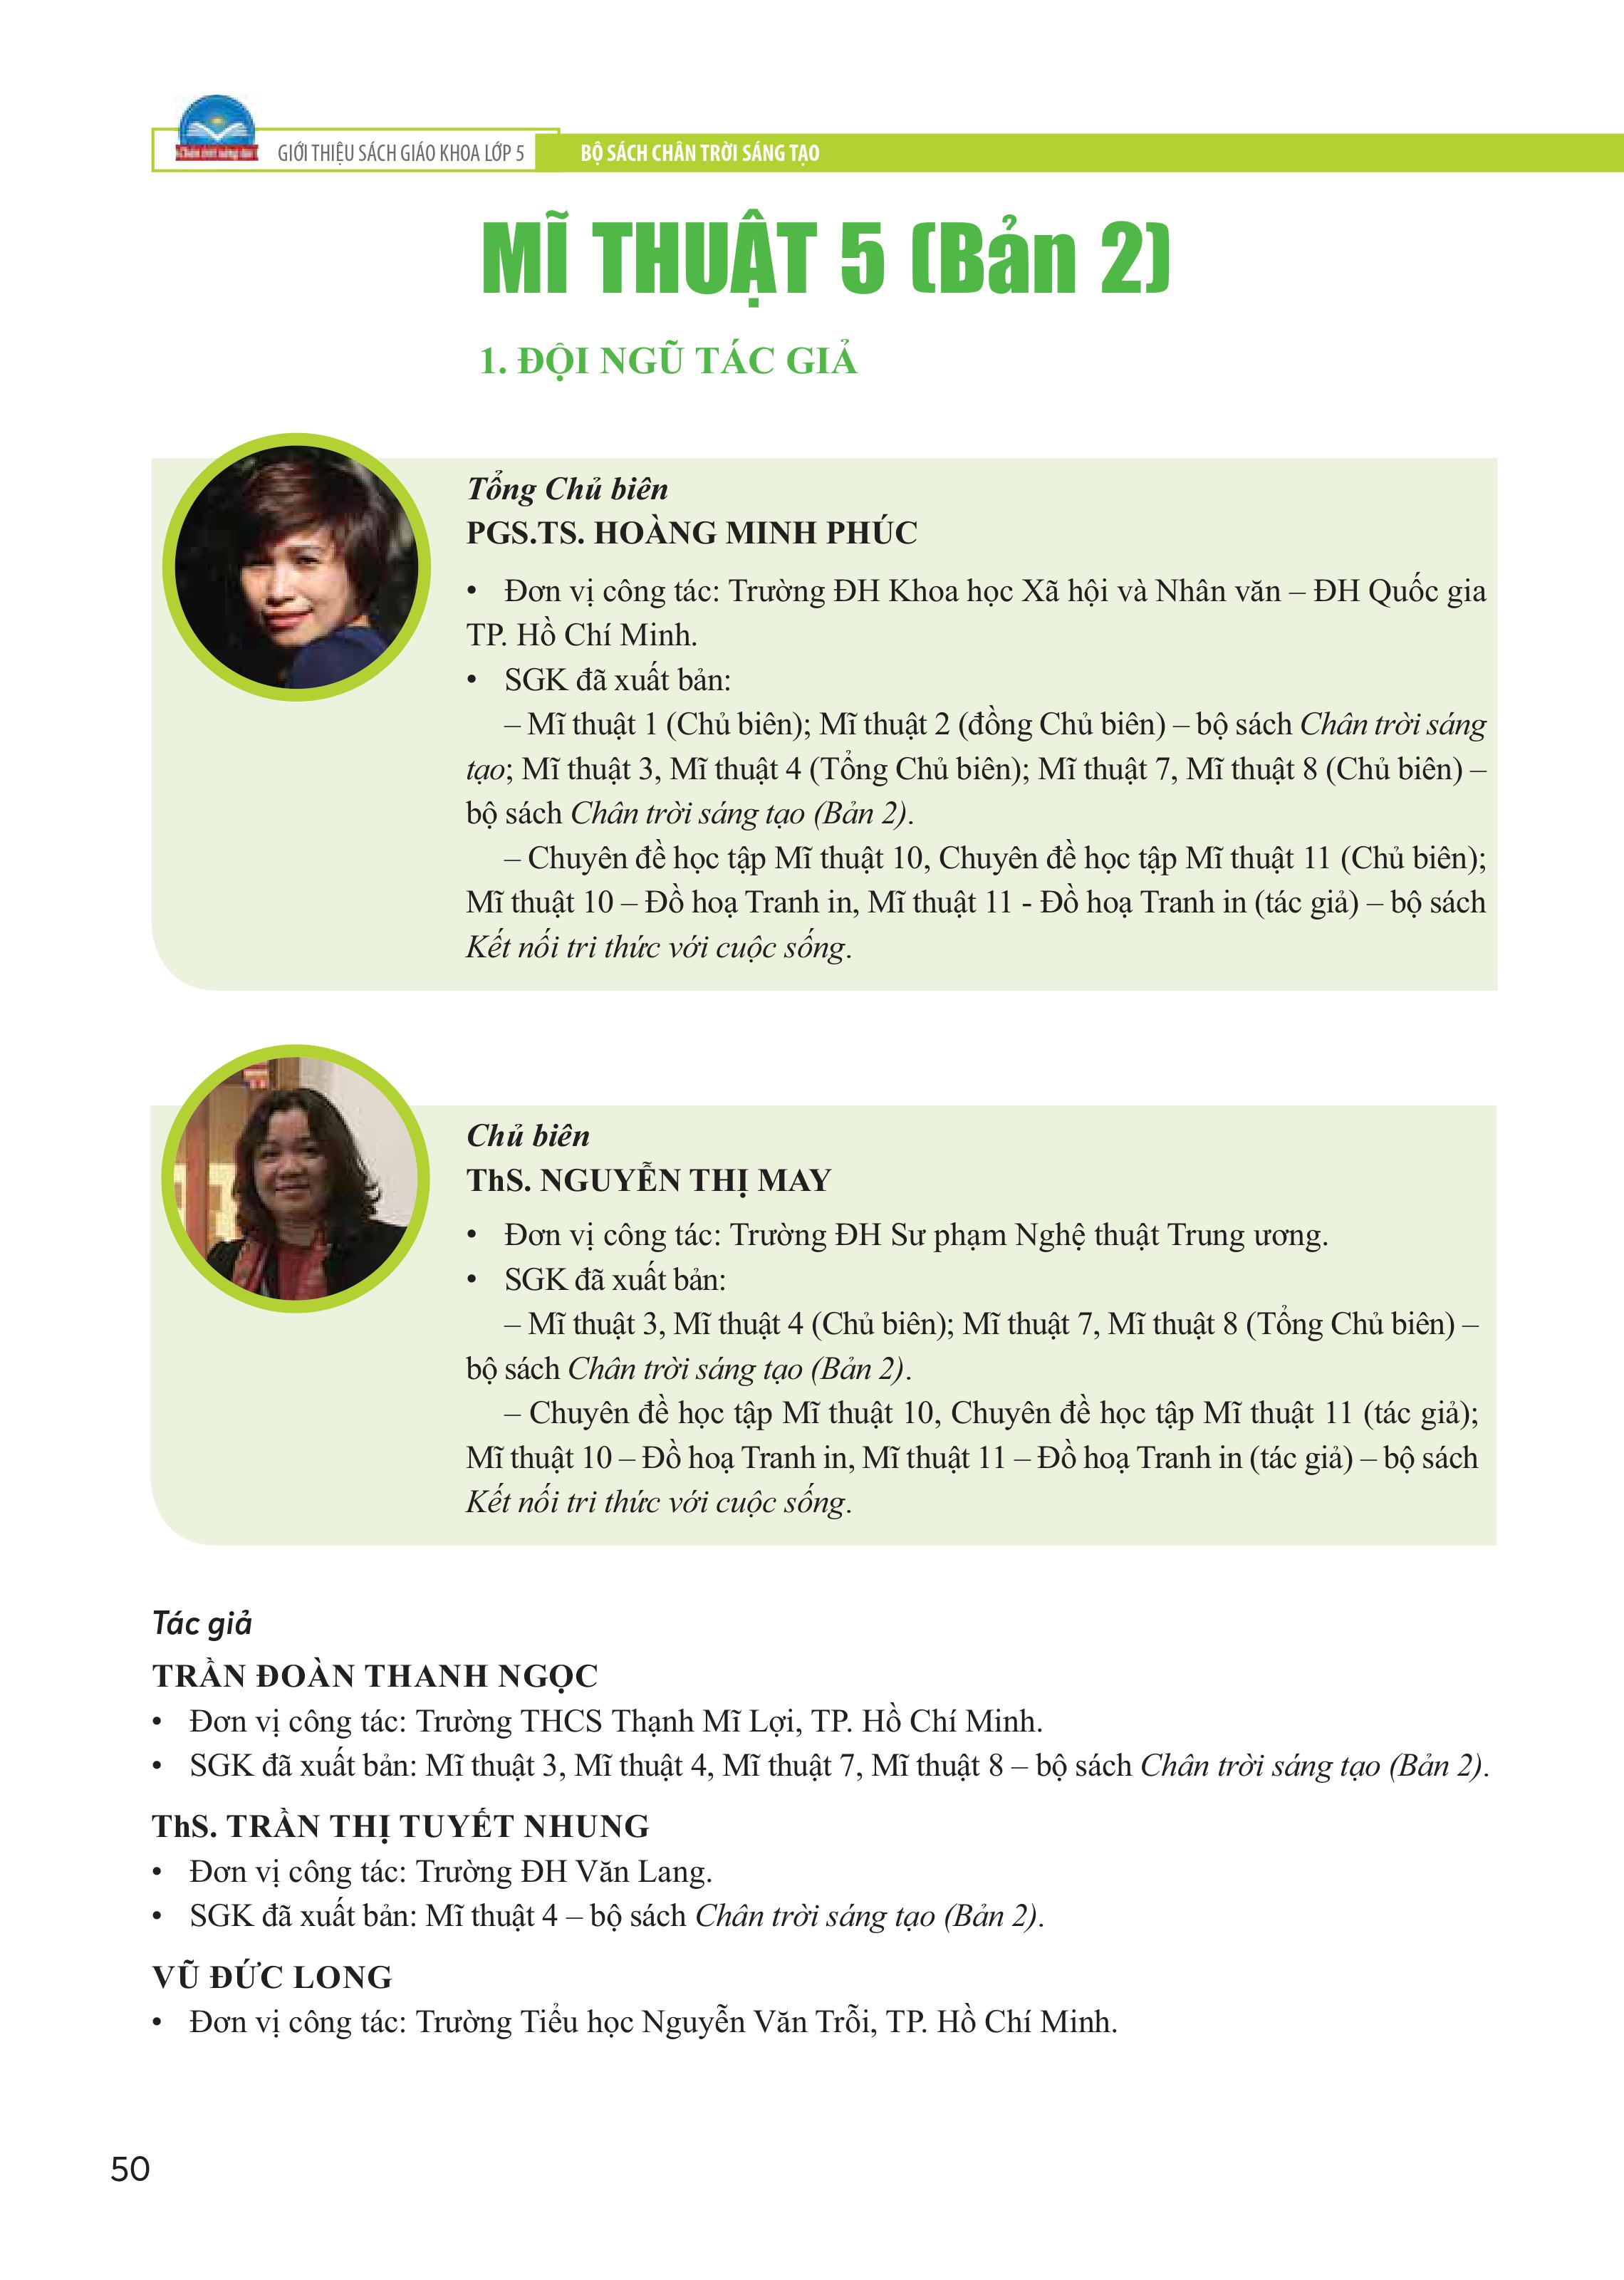 GIỚI THIỆU SÁCH GIÁO KHOA LỚP 5
BỘ SÁCH CHÂN TRỜI SÁNG TẠO
MĨ THUẬT 5 (Bản 2)
1. ĐỘI NGŨ TÁC GIẢ
Tổng Chủ biên
PGS.TS. HOÀNG MINH PHÚC
• Đơn vị công tác: Trường ĐH Khoa học Xã hội và Nhân văn – ĐH Quốc gia
TP. Hồ Chí Minh.
• SGK đã xuất bản:
– Mĩ thuật 1 (Chủ biên); Mĩ thuật 2 (đồng Chủ biên) – bộ sách Chân trời sáng
tạo; Mĩ thuật 3, Mĩ thuật 4 (Tổng Chủ biên); Mĩ thuật 7, Mĩ thuật 8 (Chủ biên) –
bộ sách Chân trời sáng tạo (Bản 2).
– Chuyên đề học tập Mĩ thuật 10, Chuyên đề học tập Mĩ thuật 11 (Chủ biên);
Mĩ thuật 10 – Đồ hoạ Tranh in, Mĩ thuật 11 - Đồ hoạ Tranh in (tác giả) – bộ sách
Kết nối tri thức với cuộc sống.
Chủ biên
ThS. NGUYỄN THỊ MAY
• Đơn vị công tác: Trường ĐH Sư phạm Nghệ thuật Trung ương.
• SGK đã xuất bản:
– Mĩ thuật 3, Mĩ thuật 4 (Chủ biên); Mĩ thuật 7, Mĩ thuật 8 (Tổng Chủ biên) –
bộ sách Chân trời sáng tạo (Bản 2).
– Chuyên đề học tập Mĩ thuật 10, Chuyên đề học tập Mĩ thuật 11 (tác giả);
Mĩ thuật 10 – Đồ hoạ Tranh in, Mĩ thuật 11 – Đồ hoạ Tranh in (tác giả) – bộ sách
Kết nối tri thức với cuộc sống.
Tác giả
TRẦN ĐOÀN THANH NGỌC
• Đơn vị công tác: Trường THCS Thạnh Mĩ Lợi, TP. Hồ Chí Minh.
• SGK đã xuất bản: Mĩ thuật 3, Mĩ thuật 4, Mĩ thuật 7, Mĩ thuật 8 – bộ sách Chân trời sáng tạo (Bản 2).
ThS. TRẦN THỊ TUYẾT NHUNG
• Đơn vị công tác: Trường ĐH Văn Lang.
• SGK đã xuất bản: Mĩ thuật 4 – bộ sách Chân trời sáng tạo (Bản 2).
VŨ ĐỨC LONG
• Đơn vị công tác: Trường Tiểu học Nguyễn Văn Trỗi, TP. Hồ Chí Minh.
50